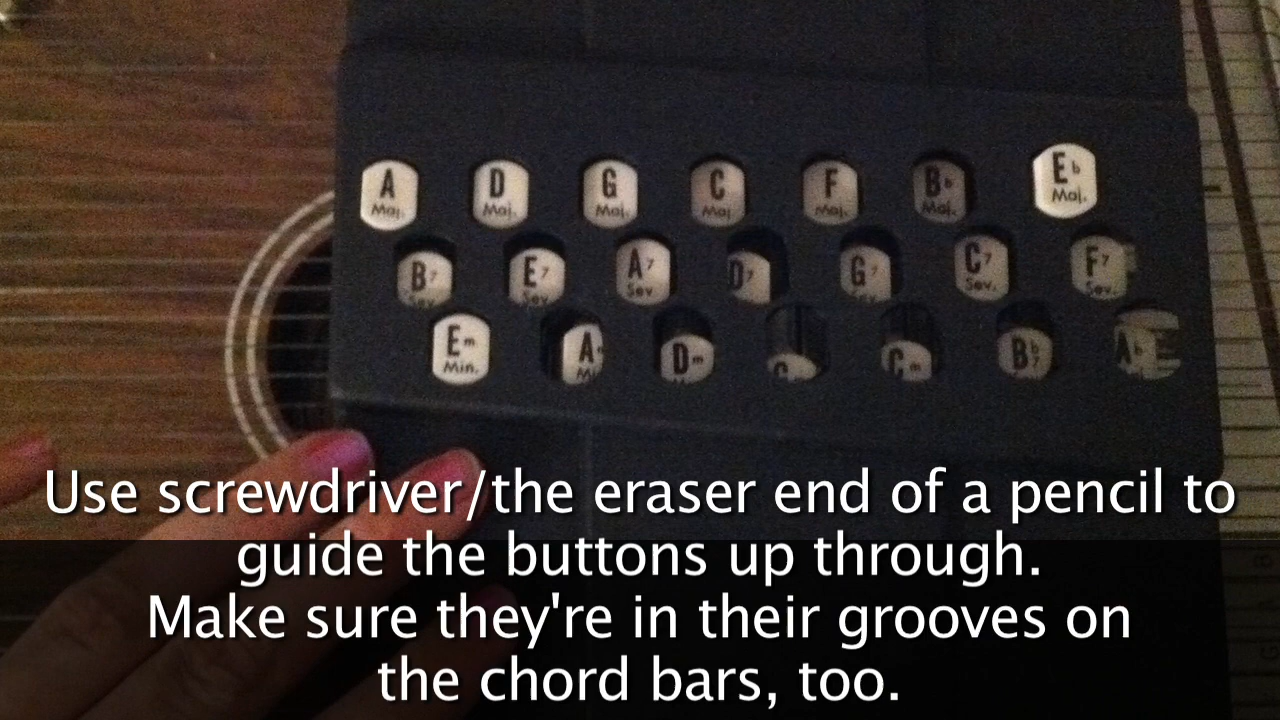 A D G C F B♭ E♭
Maj. Maj. Maj. Maj Maj. Maj. Maj.
B7 E7 A7 D7 G7 C7 F7
Sev. Sev. Sev. Sev.
Em A Dm Cm B♭7 A♭
Min.
Use screwdriver/the eraser end of a pencil to
guide the buttons up through.
Make sure they're in their grooves on
the chord bars, too.